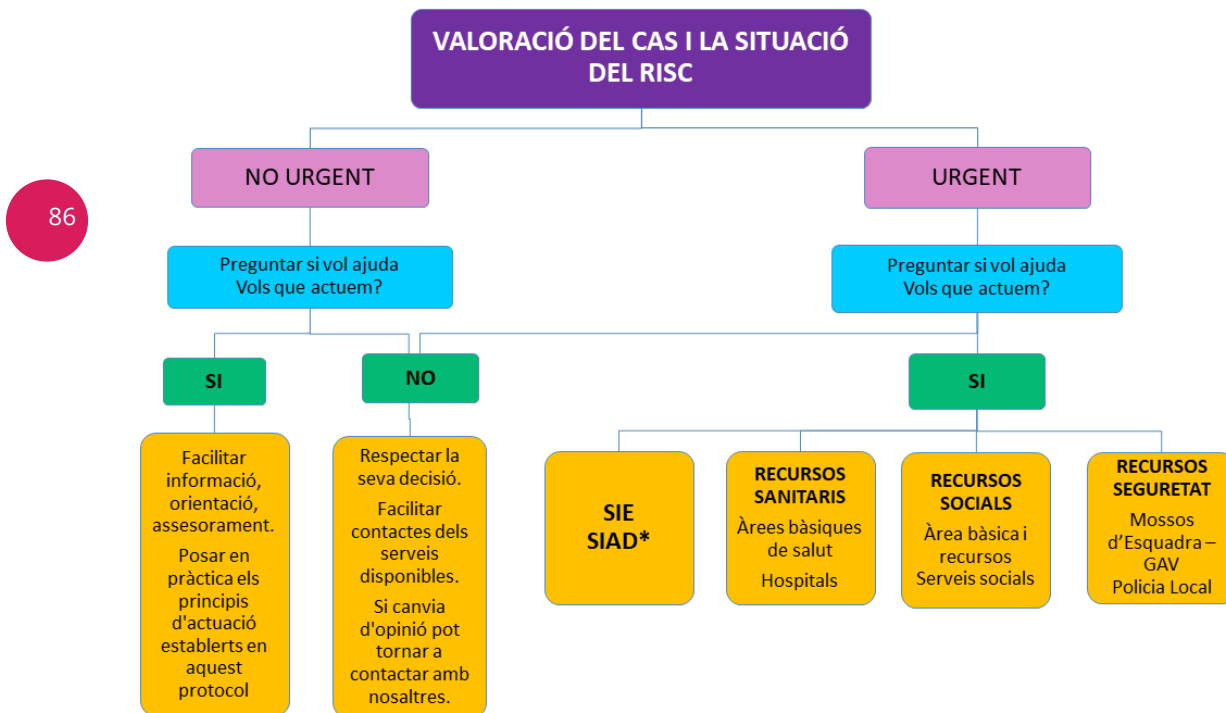 VALORACIÓ DEL CAS I LA SITUACIÓ
DEL RISC
NO URGENT
URGENT
86
Preguntar si vol ajuda
Vols que actuem?
Preguntar si vol ajuda
Vols que actuem?
SI
NO
SI
Facilitar
informació,
orientació,
assesorament.
Posar en
pràctica els
principis
d'actuació
establerts en
aquest
protocol
Respectar la
seva decisió.
Facilitar
contactes dels
serveis
disponibles.
Si canvia
d'opinió pot
tornar a
contactar amb
nosaltres.
SIE
SIAD*
RECURSOS
SANITARIS
Àrees bàsiques
de salut
Hospitals
RECURSOS
SOCIALS
Àrea bàsica i
recursos
Serveis socials
RECURSOS
SEGURETAT
Mossos
d'Esquadra –
GAV
Policia Local